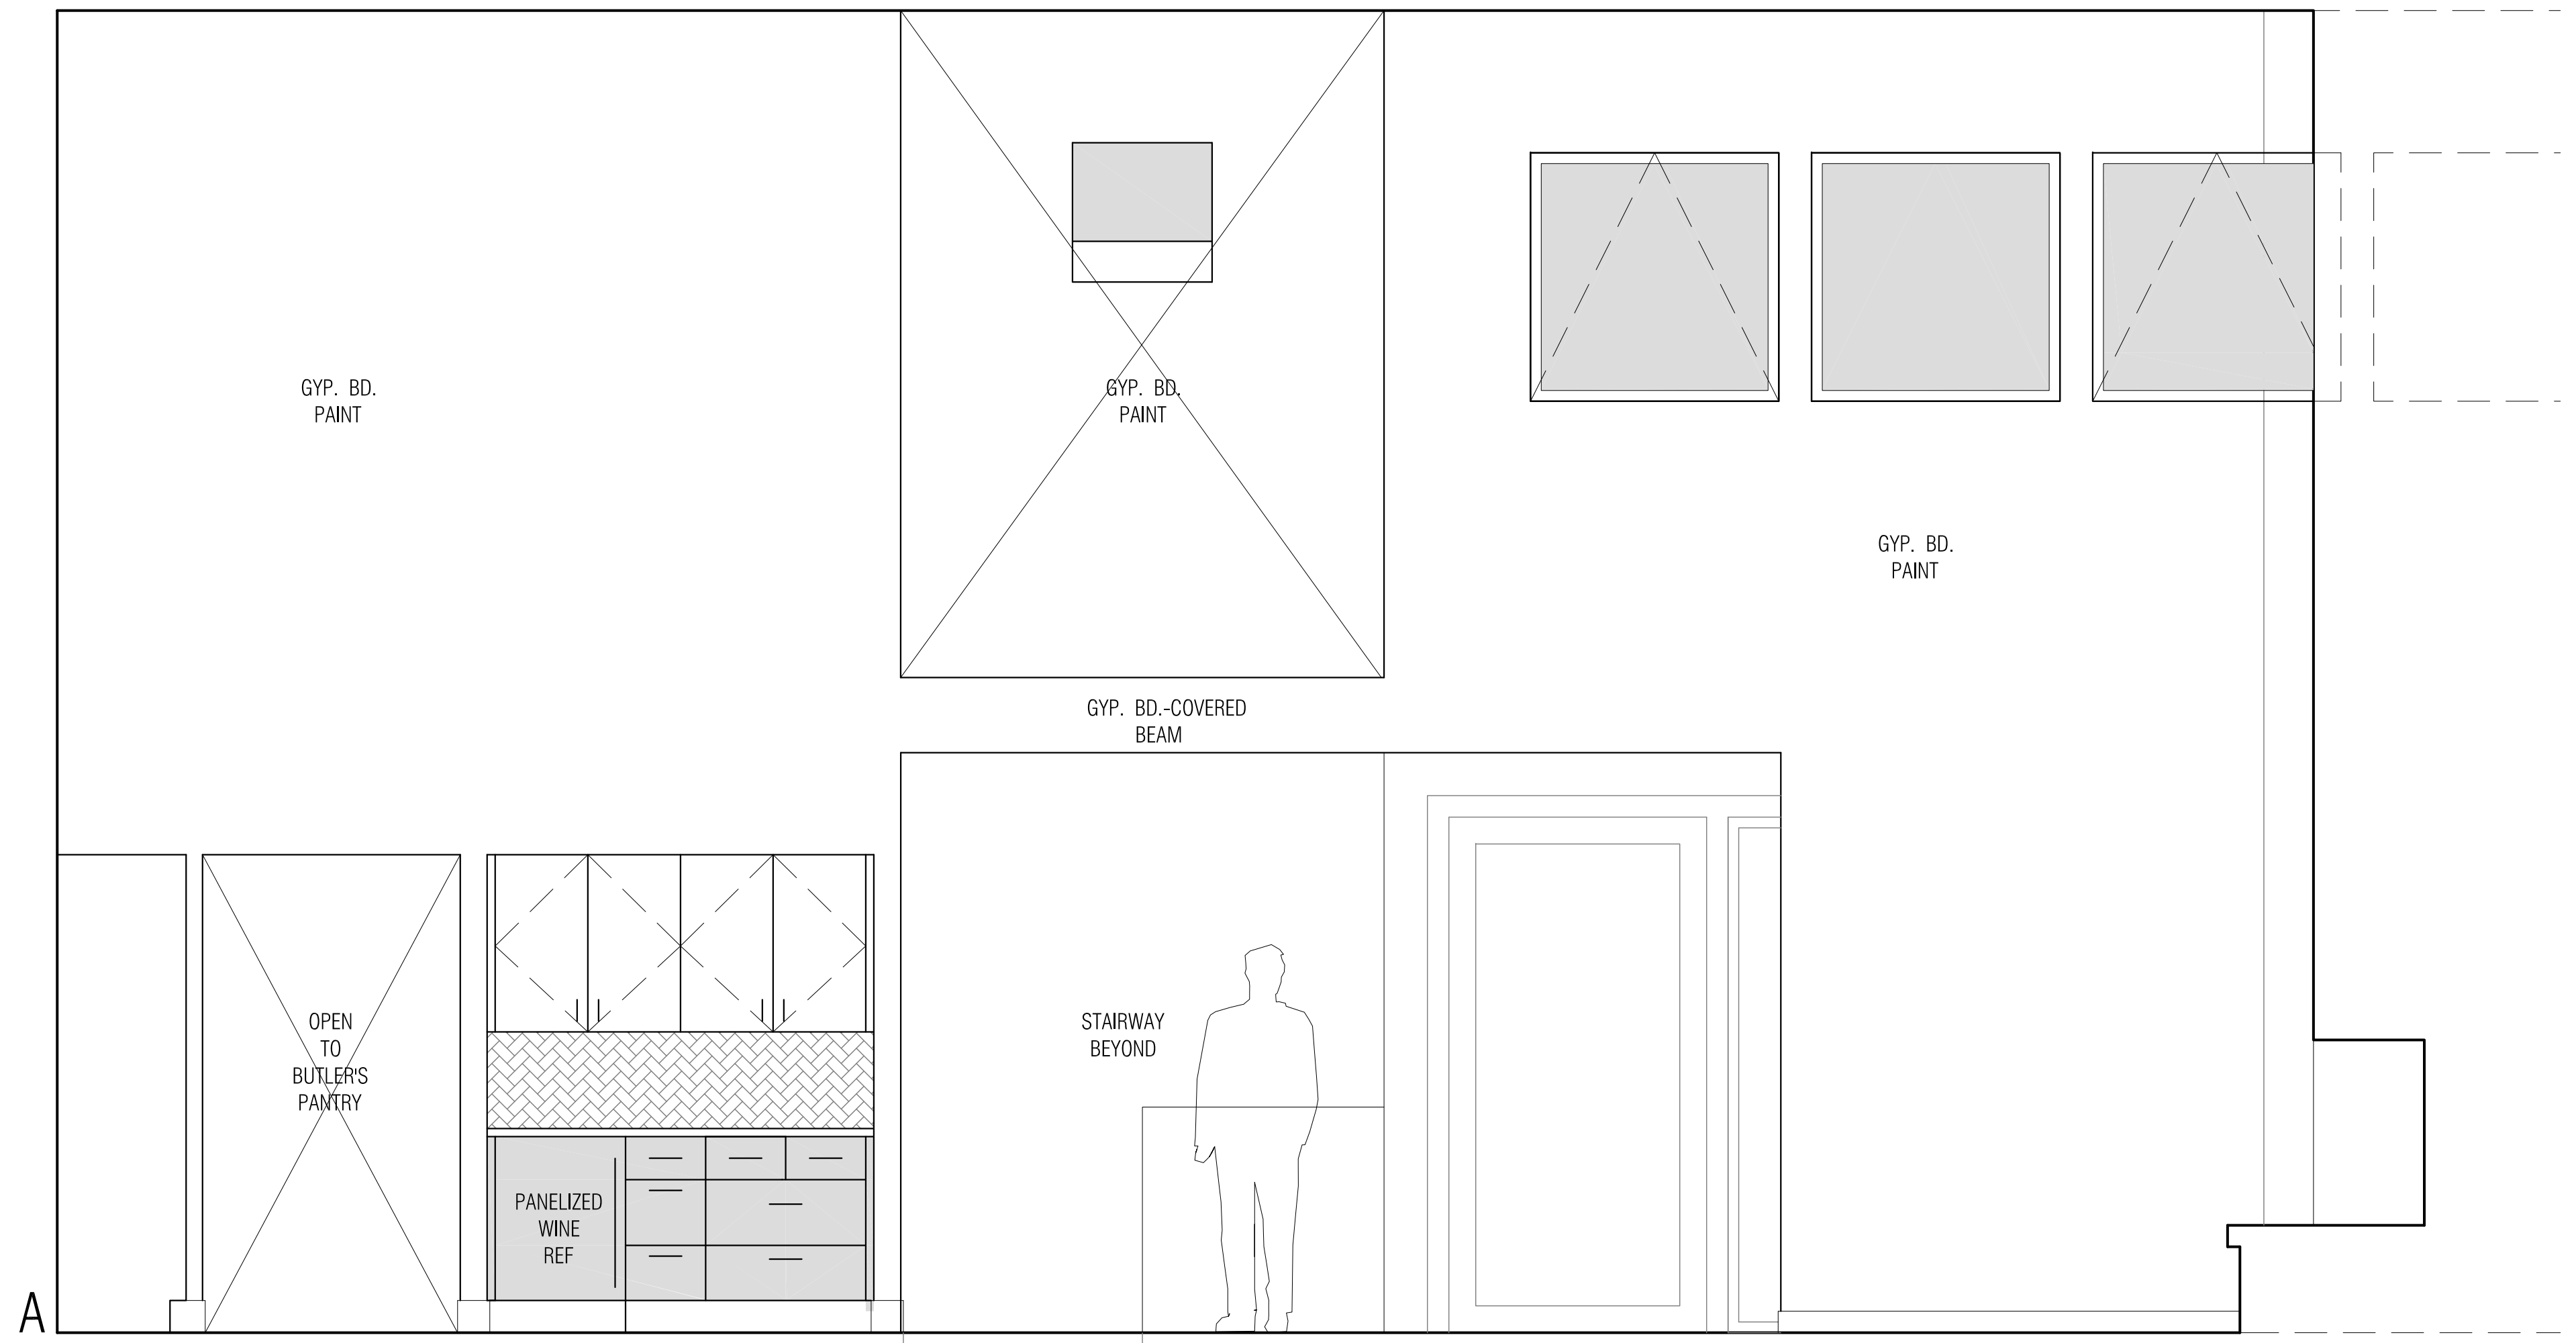 GYP. BD.
PAINT
GYP. BD.
PAINT
GYP. BD.
PAINT
GYP. BD.-COVERED
BEAM
OPEN
TO
BUTLER'S
PANTRY
STAIRWAY
BEYOND
PANELIZED
WINE
REF
A